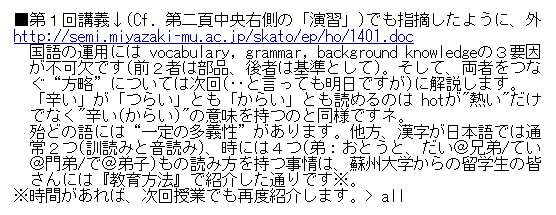 ■第１回講義↓(Cf. 第二頁中央右側の「演習」)でも指摘したように、外
http://semi.miyazaki-mu.ac.jp/skato/ep/ho/1401.doc
国語の運用には vocabulary, grammar, background knowledgeの３要因
が不可欠です(前２者は部品、後者は基準として)。そして、両者をつな
ぐ“方略”については次回(‥と言っても明日ですが)に解説します。
「辛い」が「つらい」とも「からい」とも読めるのは hotが"熱い"だけ
でなく"辛い(からい)"の意味を持つのと同様ですネ。
殆どの語には“一定の多義性”があります。他方、漢字が日本語では通
常２つ(訓読みと音読み)、時には４つ(弟：おとうと、だい＠兄弟/てい
＠門弟/で＠弟子)もの読み方を持つ事情は、蘇州大学からの留学生の皆
さんには『教育方法』で紹介した通りです※。
※時間があれば、次回授業でも再度紹介します。> all